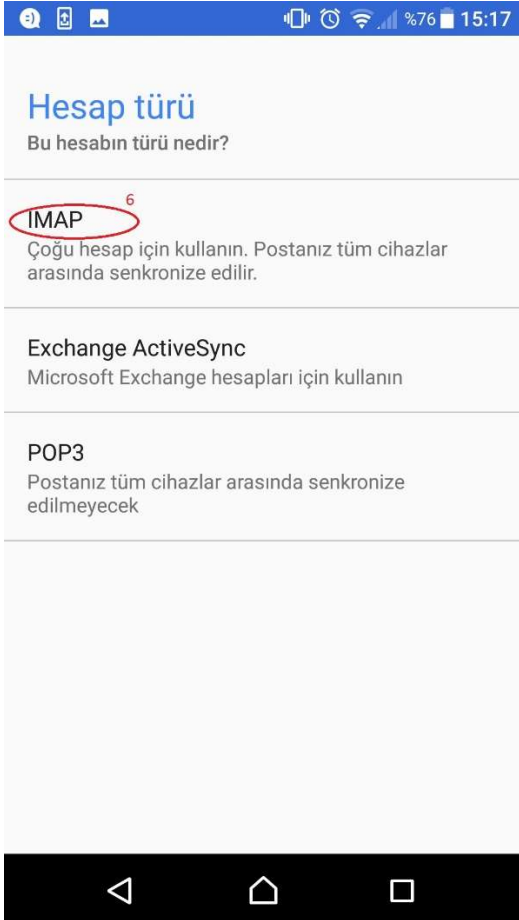 %76 15:17
Hesap türü
Bu hesabın türü nedir?
6
IMAP
Çoğu hesap için kullanın. Postanız tüm cihazlar
arasında senkronize edilir.
Exchange ActiveSync
Microsoft Exchange hesapları için kullanın
POP3
Postanız tüm cihazlar arasında senkronize
edilmeyecek